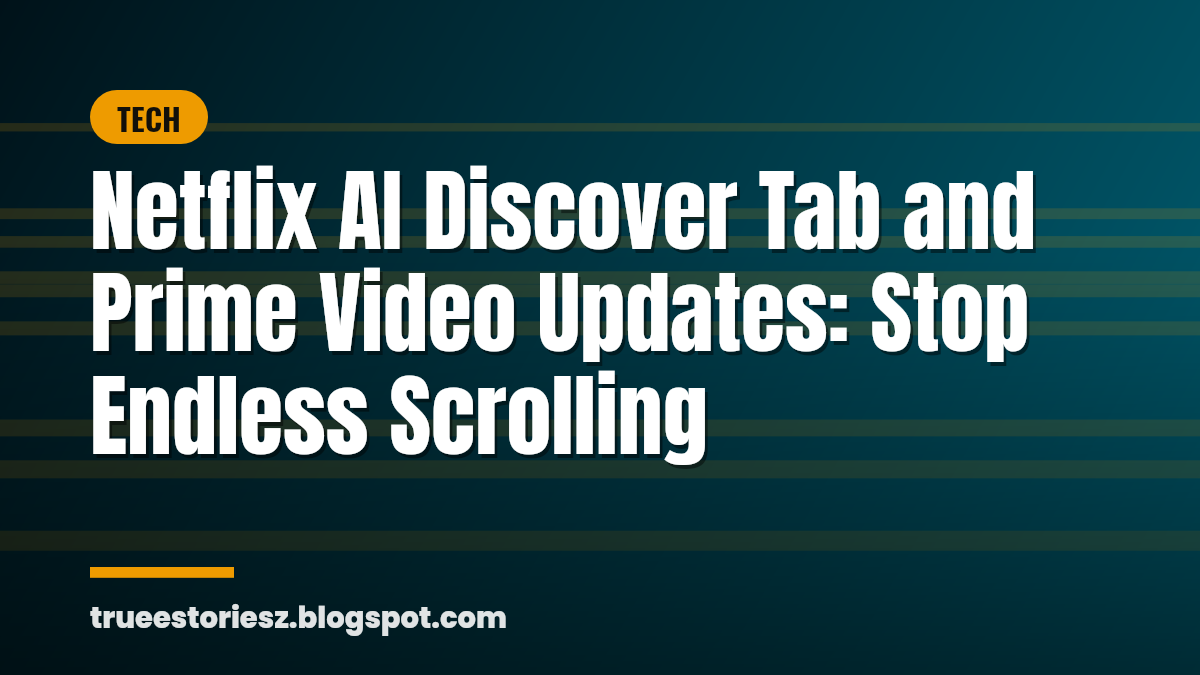 TECH
Netflix AI Discover Tab and
Prime Video Updates: Stop
Endless Scrolling
trueestoriesz.blogspot.com